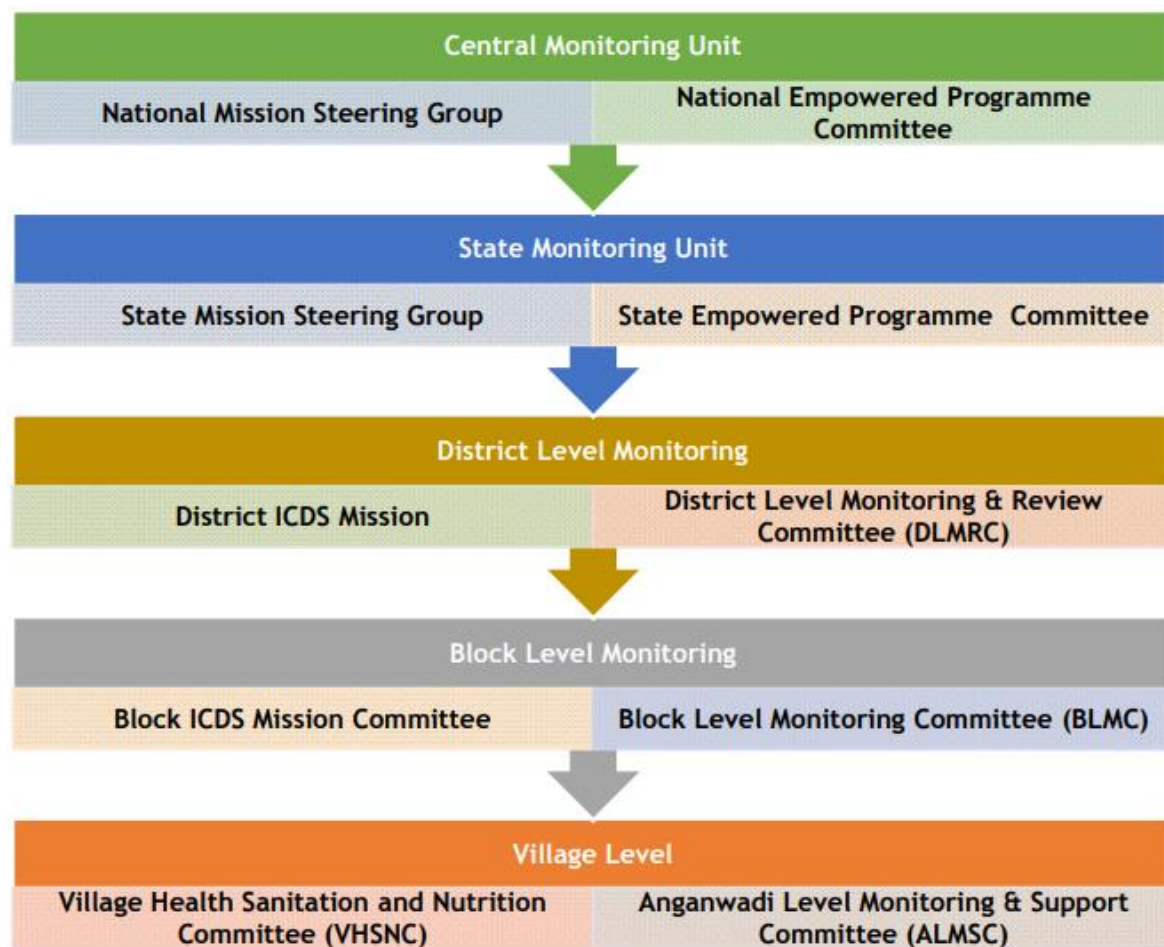 Central Monitoring Unit
National Mission Steering Group
National Empowered Programme
Committee
State Monitoring Unit
State Mission Steering Group
State Empowered Programme Committee
District Level Monitoring
District ICDS Mission
District Level Monitoring & Review
Committee (DLMRC)
Block Level Monitoring
Block ICDS Mission Committee
Block Level Monitoring Committee (BLMC)
Village Level
Village Health Sanitation and Nutrition
Committee (VHSNC)
Anganwadi Level Monitoring & Support
Committee (ALMSC)